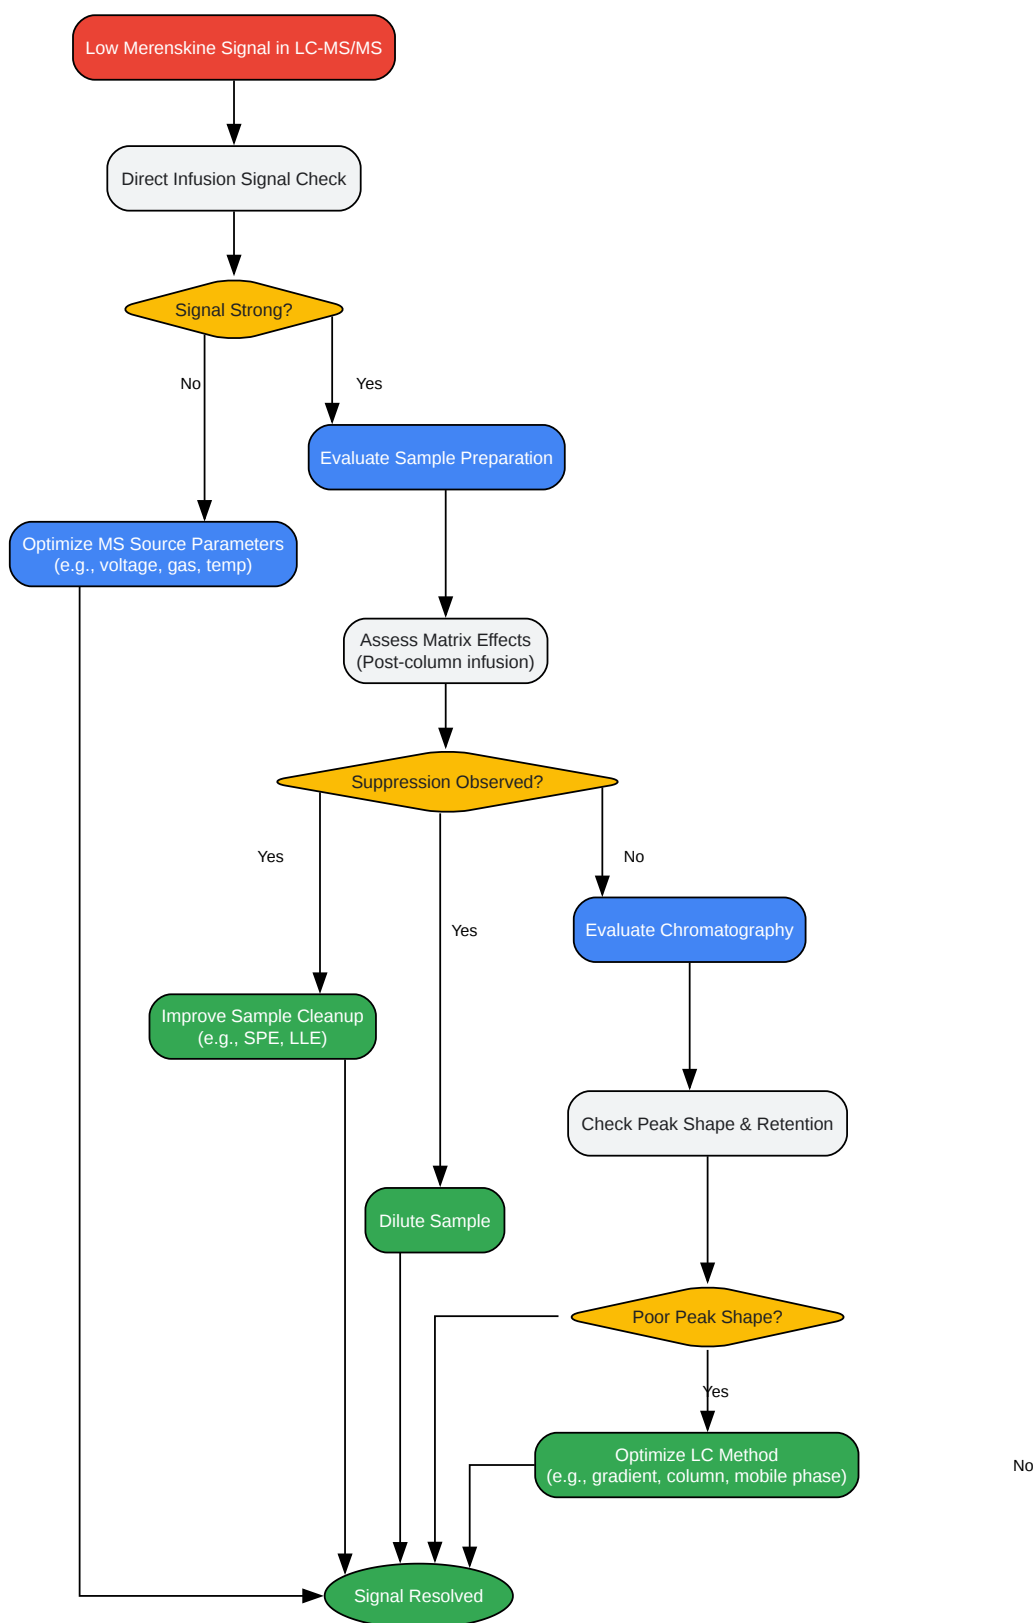 Low Merenskine Signal in LC-MS/MS
Direct Infusion Signal Check
Signal Strong?
No
Yes
Evaluate Sample Preparation
Optimize MS Source Parameters
(e.g., voltage, gas, temp)
Assess Matrix Effects
(Post-column infusion)
Suppression Observed?
Yes
No
Yes
Evaluate Chromatography
Improve Sample Cleanup
(e.g., SPE, LLE)
Check Peak Shape & Retention
Dilute Sample
Poor Peak Shape?
Yes
Optimize LC Method
(e.g., gradient, column, mobile phase)
No
Signal Resolved